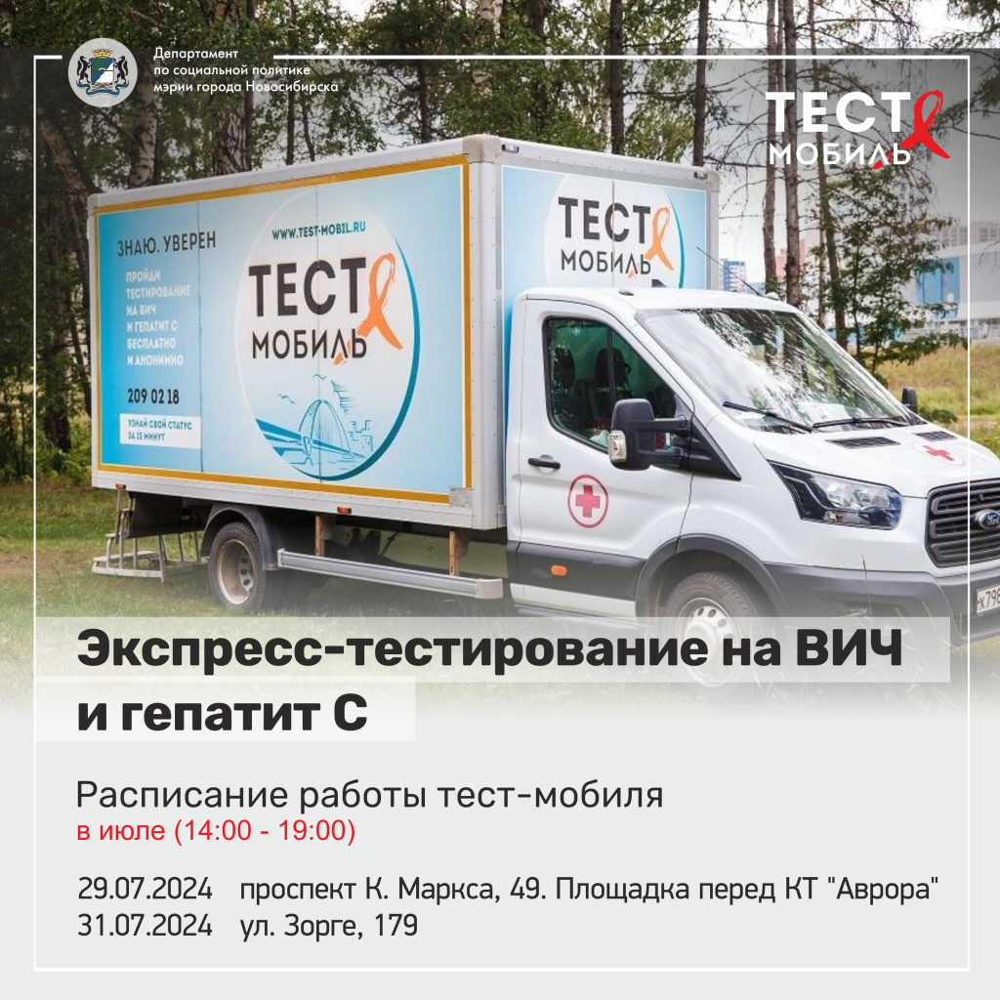 Департамент
по социальной политике
мэрии города Новосибирска
ТЕСТ
МОБИЛЬ
ЗНАЮ. УВЕРЕН
ПРОЙДИ
ТЕСТИРОВАНИЕ
НА ВИЧ
И ГЕПАТИТ С
БЕСПЛАТНО
И АНОНИМНО
209 02 18
УЗНАЙ СВОЙ СТАТУС
ЗА 15 МИНУТ
WWW.TEST-MOBIL.RU
ТЕСТ
МОБИЛЬ
ТЕСТ
МОБИЛЬ
Ford
х798
Экспресс-тестирование на ВИЧ
и гепатит С
Расписание работы тест-мобиля
в июле (14:00 - 19:00)
29.07.2024 проспект К. Маркса, 49. Площадка перед КТ "Аврора"
31.07.2024 ул. Зорге, 179